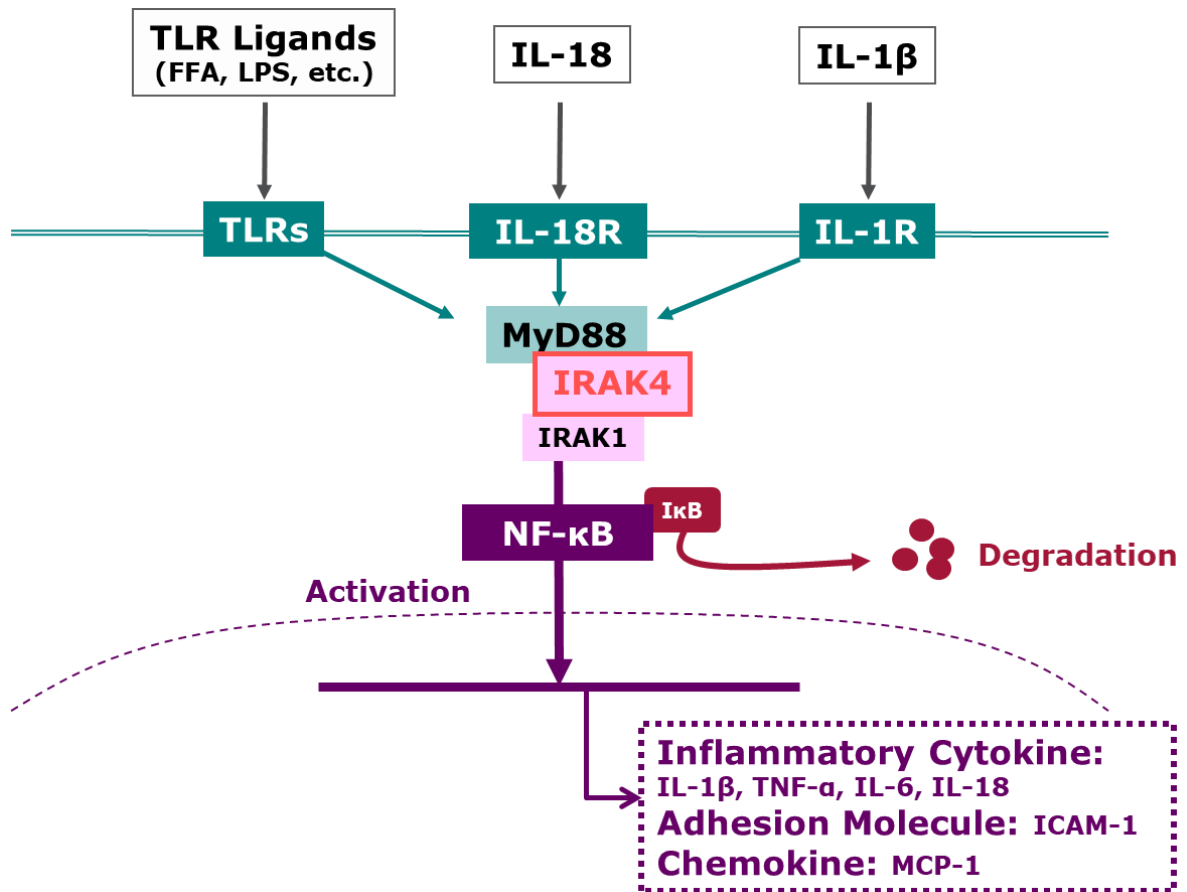 TLR Ligands
(FFA, LPS, etc.)
IL-18
IL-1β
TLRs
IL-18R
IL-1R
MyD88
IRAK4
IRAK1
NF-κB
IκB
Degradation
Activation
Inflammatory Cytokine:
IL-1β, TNF-α, IL-6, IL-18
Adhesion Molecule: ICAM-1
Chemokine: MCP-1